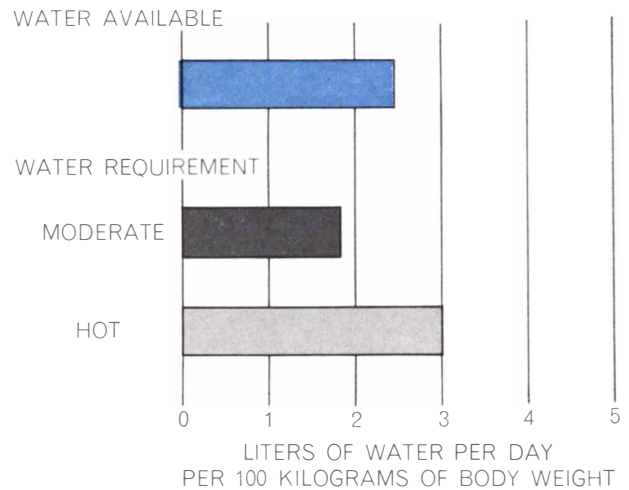 WATER AVAILABLE
WATER REQUIREMENT
MODERATE
HOT
0 1 2 3 4 5
LITERS OF WATER PER DAY
PER 100 KILOGRAMS OF BODY WEIGHT